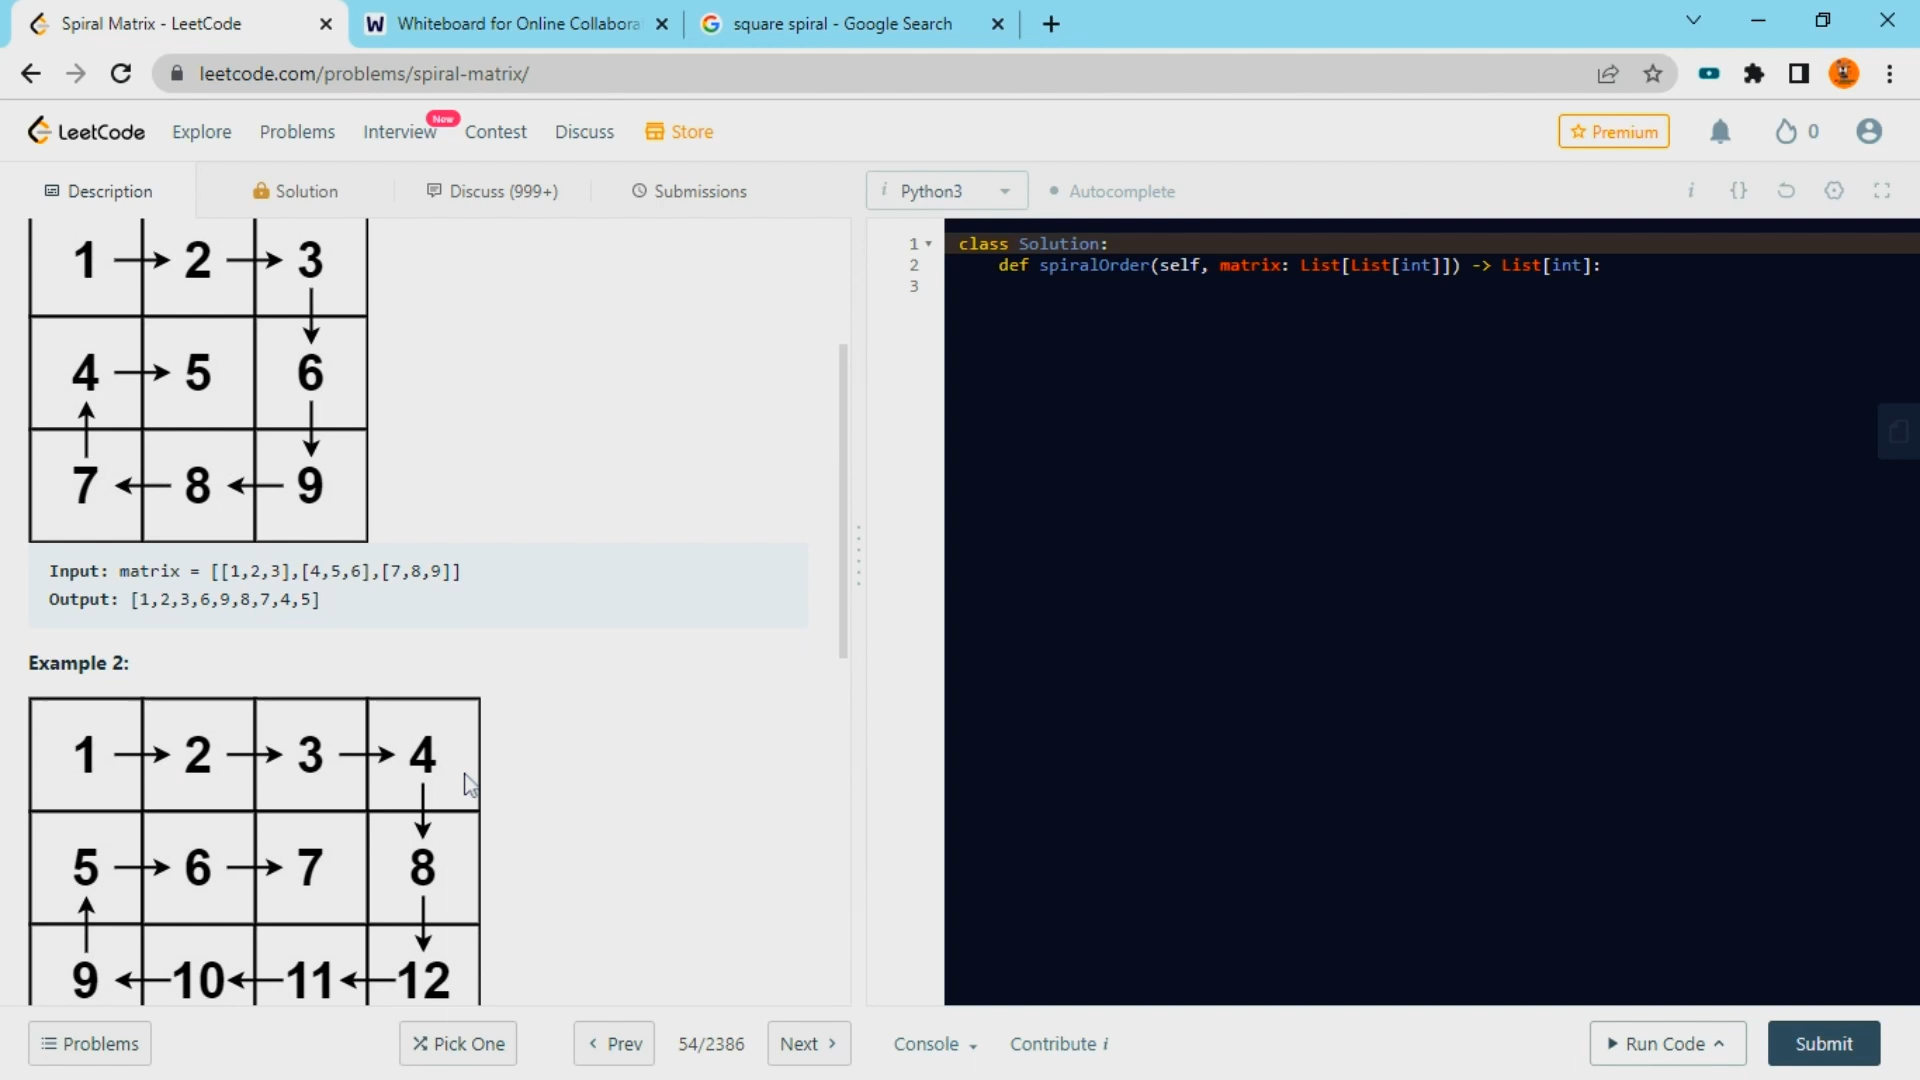 Spiral Matrix - LeetCode
Whiteboard for Online Collabora
square spiral - Google Search
leetcode.com/problems/spiral-matrix/
LeetCode Explore Problems Interview New Contest Discuss Store Premium 0
Description Solution Discuss (999+) Submissions
i Python3 Autocomplete i {}
1 2 3
4 5 6
7 8 9
Input: matrix = [[1,2,3],[4,5,6],[7,8,9]]
Output: [1,2,3,6,9,8,7,4,5]
Example 2:
1 2 3 4
5 6 7 8
9 10 11 12
1 class Solution:
2 def spiralOrder(self, matrix: List[List[int]]) -> List[int]:
3
Problems Pick One < Prev 54/2386 Next > Console Contribute i Run Code Submit